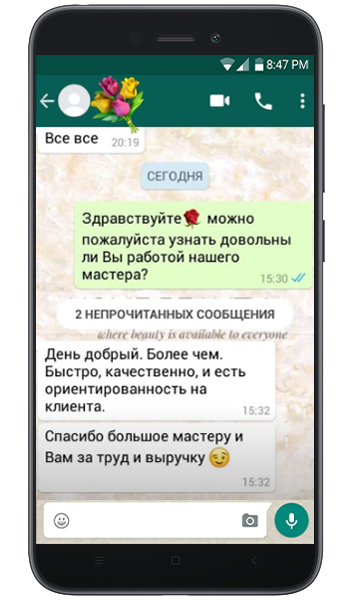 8:47 PM
Все все 20:19
СЕГОДНЯ
Здравствуйте🌹 можно
пожалуйста узнать довольны
ли Вы работой нашего
мастера?
15:30
2 НЕПРОЧИТАННЫХ СООБЩЕНИЯ
where beauty is available to everyone
День добрый. Более чем.
Быстро, качественно, и есть
ориентированность на
клиента.
15:32
Спасибо большое мастеру и
Вам за труд и выручку😉
15:32